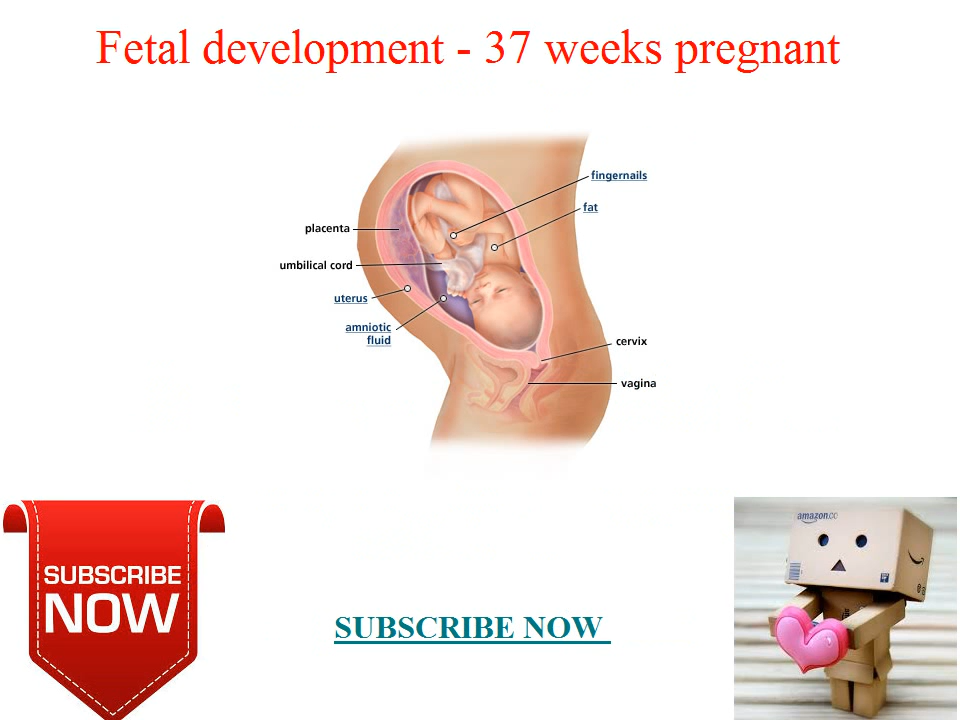 Fetal development - 37 weeks pregnant
fingernails
fat
placenta
umbilical cord
uterus
amniotic
fluid
cervix
vagina
SUBSCRIBE
NOW
SUBSCRIBE NOW
amazon.co